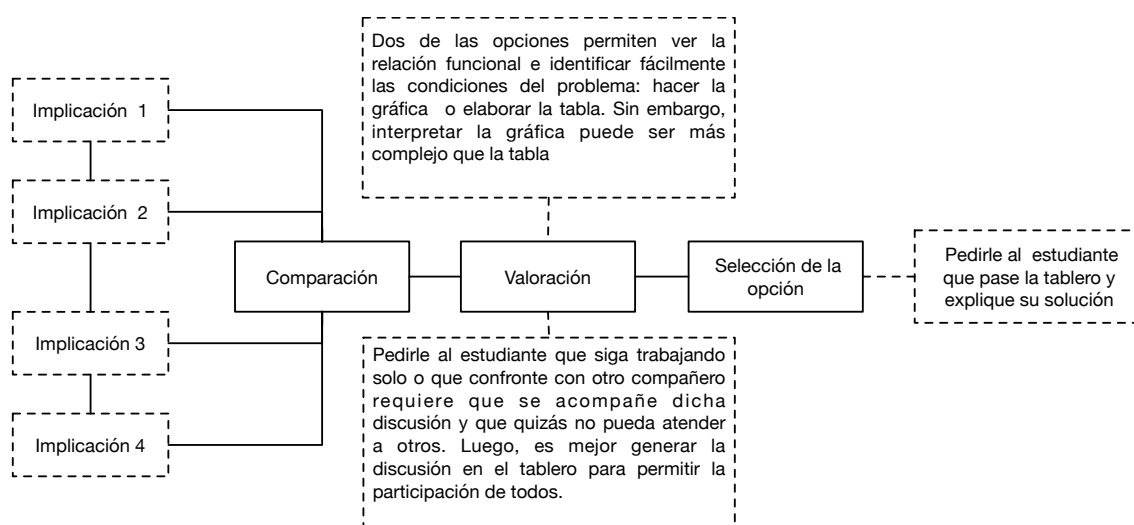 Dos de las opciones permiten ver la
relación funcional e identificar fácilmente
las condiciones del problema: hacer la
gráfica o elaborar la tabla. Sin embargo,
interpretar la gráfica puede ser más
complejo que la tabla
Implicación 1
Implicación 2
Implicación 3
Implicación 4
Comparación
Valoración
Selección de la
opción
Pedirle al estudiante
que pase la tablero y
explique su solución
Pedirle al estudiante que siga trabajando
solo o que confronte con otro compañero
requiere que se acompañe dicha
discusión y que quizás no pueda atender
a otros. Luego, es mejor generar la
discusión en el tablero para permitir la
participación de todos.